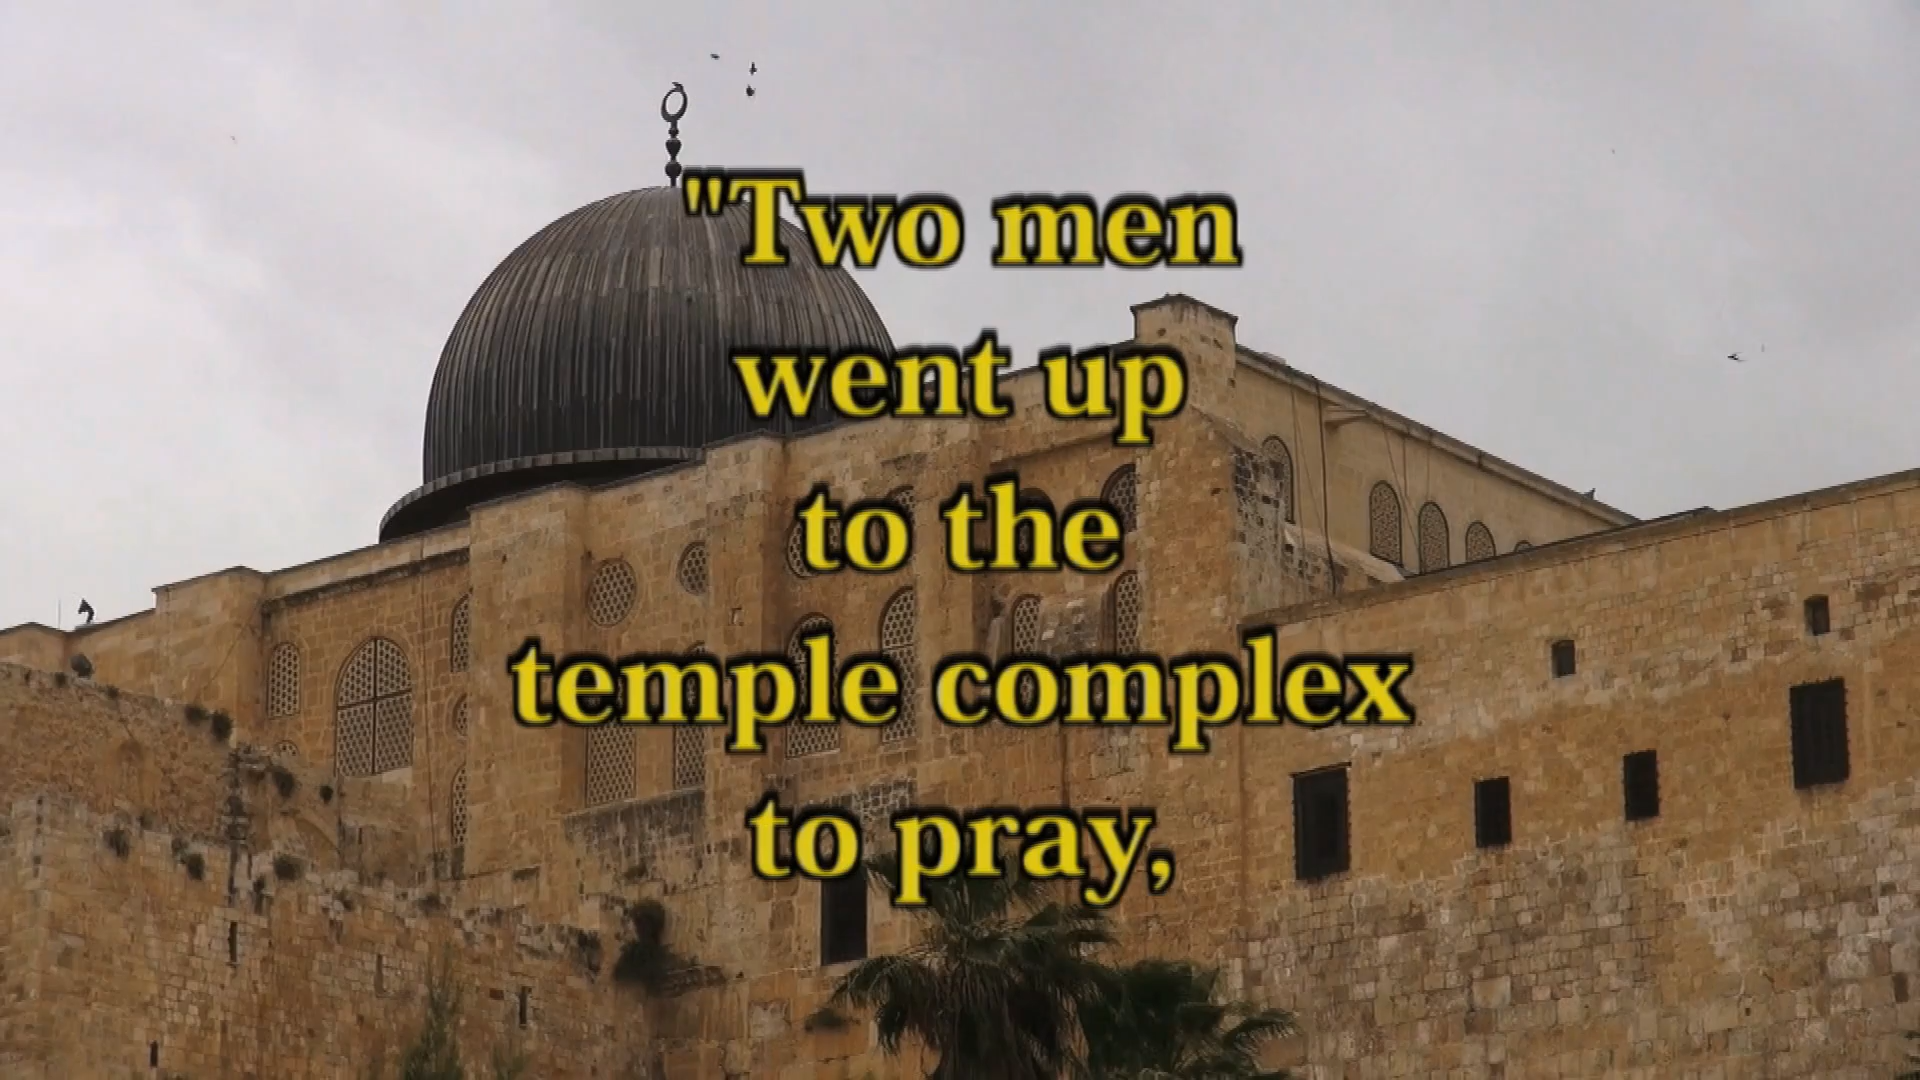 "Two men
went up
to the
temple complex
to pray,